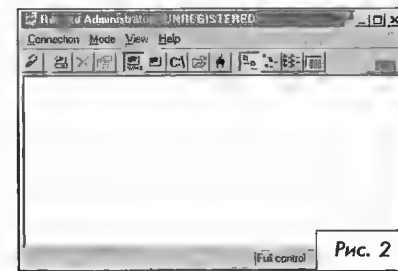 Administrator UNREGISTERED
Connection Mode View Help
C:\
Full control
Рис. 2